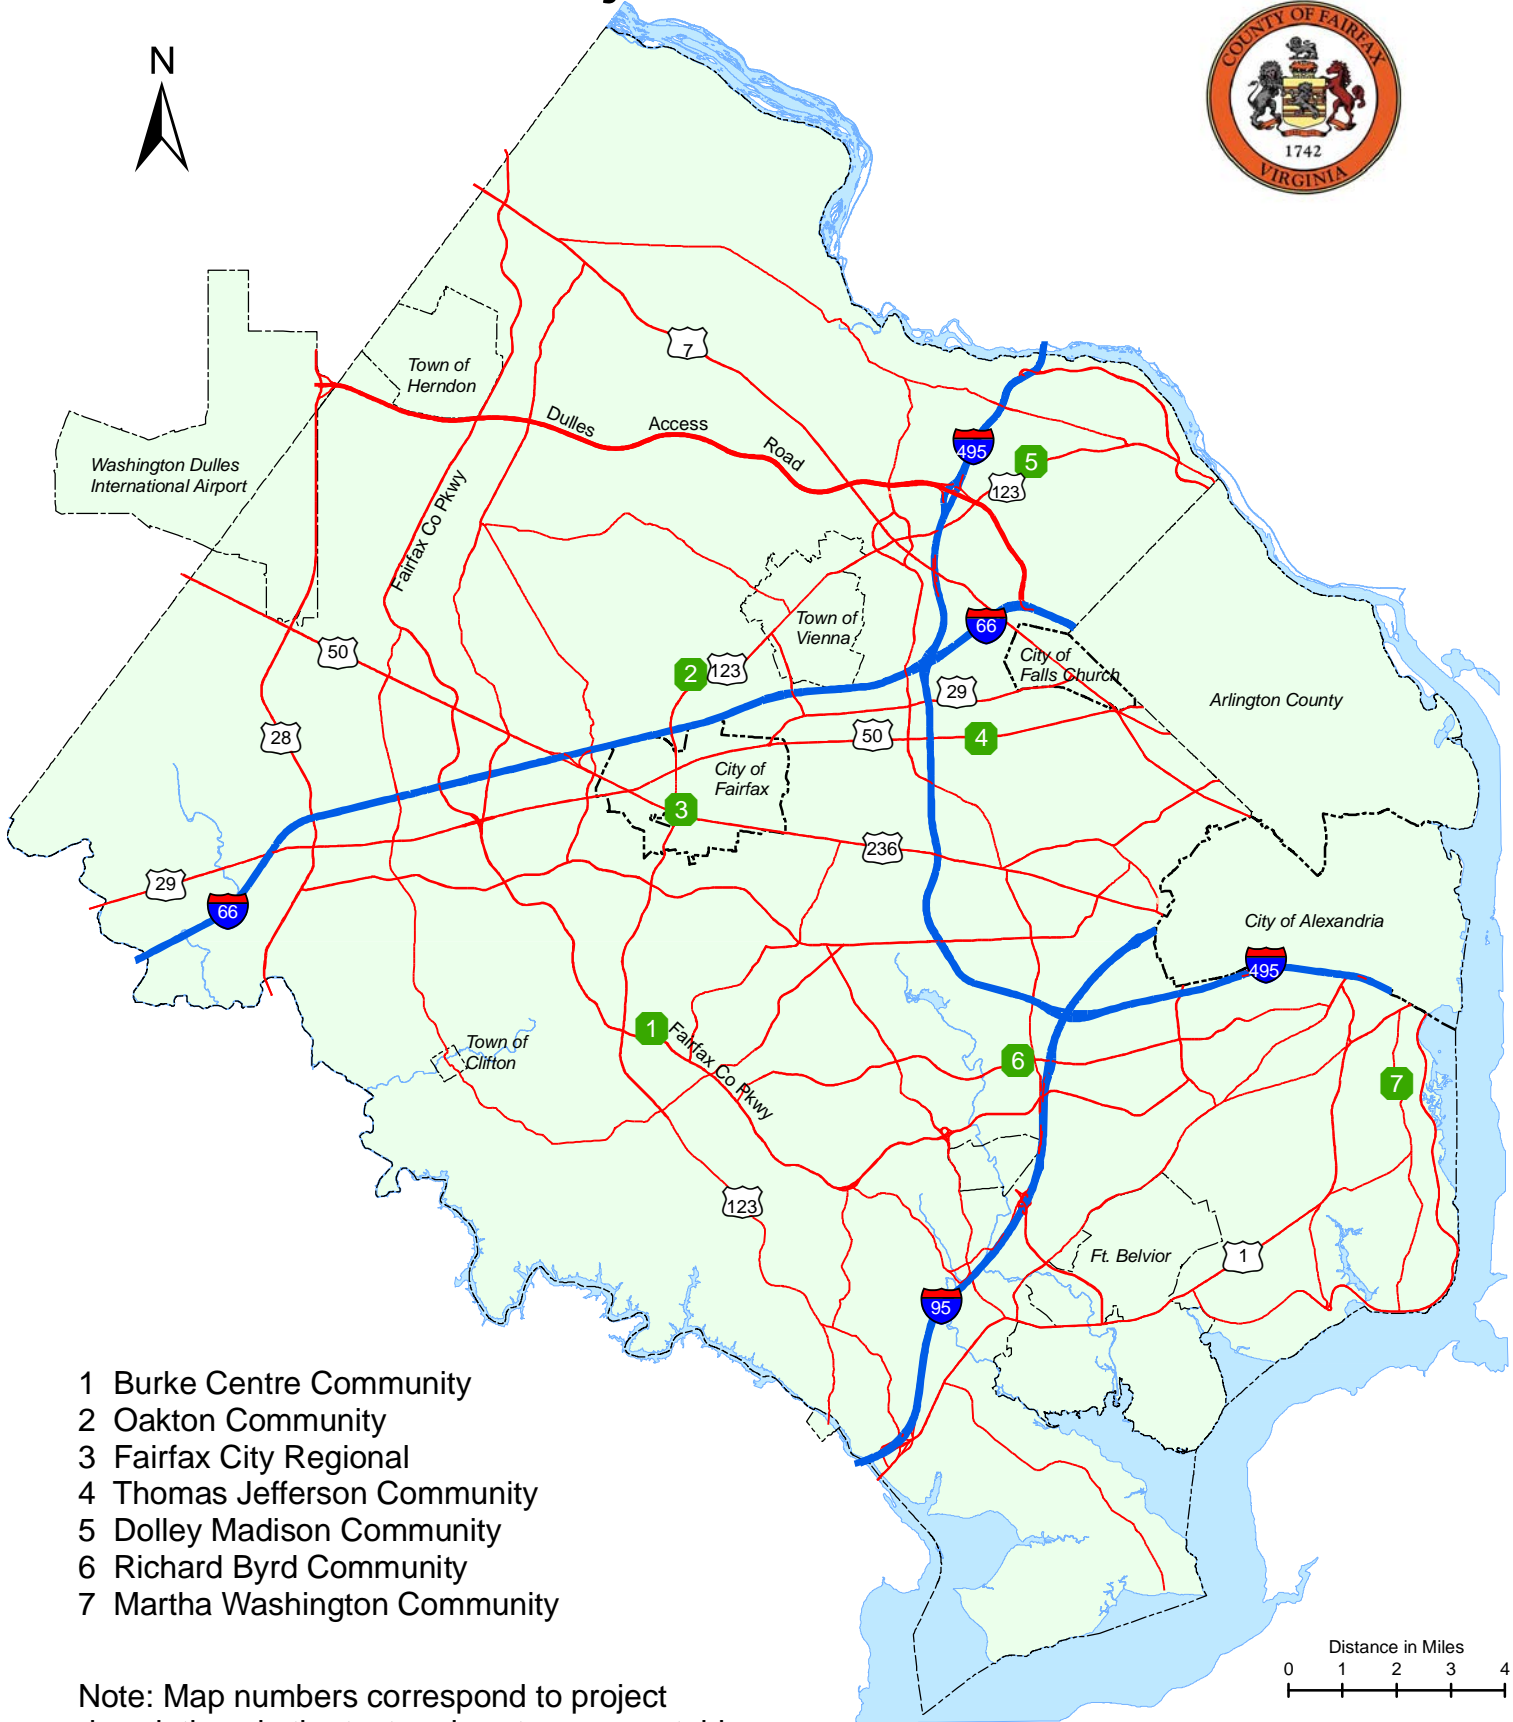 N
COUNTY OF FAIRFAX
1742
VIRGINIA
7
Town of
Herndon
Dulles
Access
Road
495
5
123
Washington Dulles
International Airport
Fairfax Co Pkwy
Town of
Vienna
66
City of
Falls Church
50
2
123
29
Arlington County
28
50
4
City of
Fairfax
3
236
29
66
City of Alexandria
495
1
Fairfax Co Pkwy
Town of
Clifton
6
7
123
Ft. Belvior
1
95
1 Burke Centre Community
2 Oakton Community
3 Fairfax City Regional
4 Thomas Jefferson Community
5 Dolley Madison Community
6 Richard Byrd Community
7 Martha Washington Community
Distance in Miles
0 1 2 3 4
Note: Map numbers correspond to project